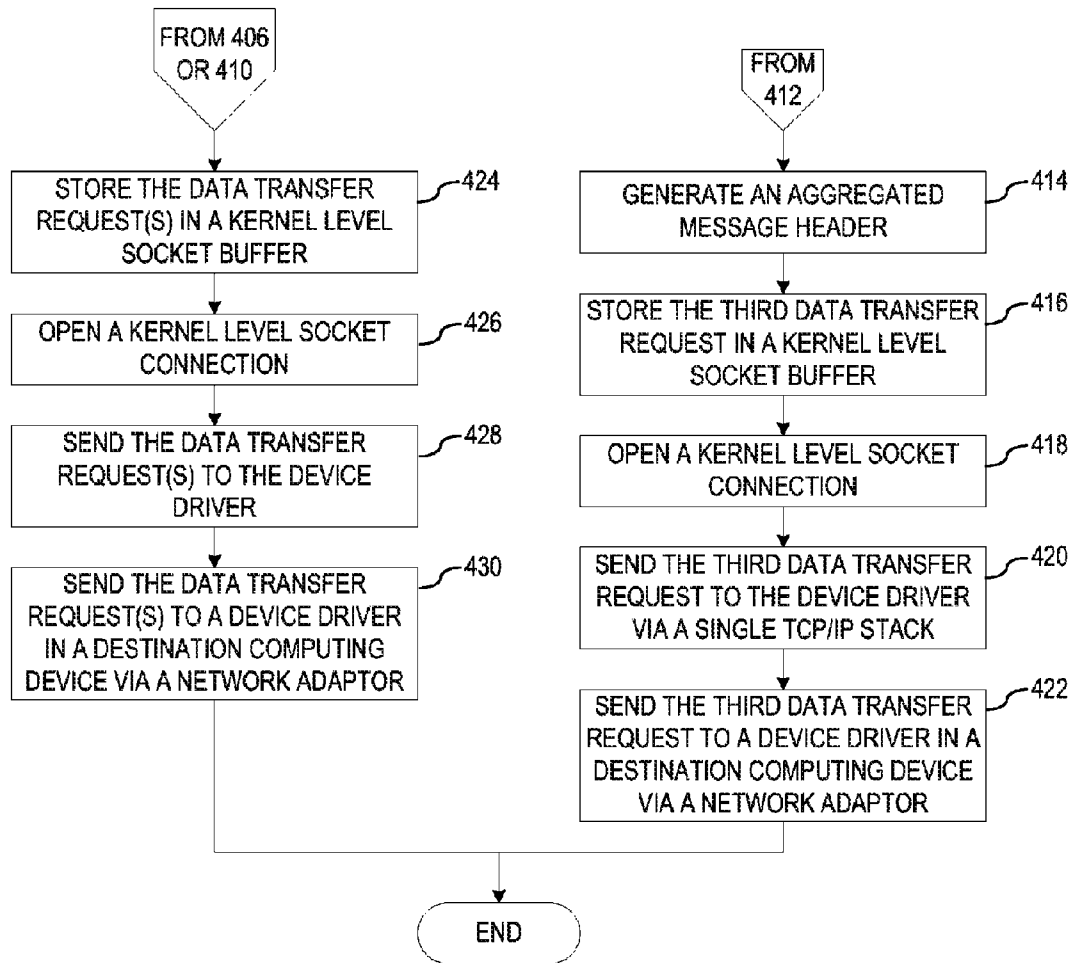 FROM 406
OR 410
STORE THE DATA TRANSFER
REQUEST(S) IN A KERNEL LEVEL
SOCKET BUFFER
424
OPEN A KERNEL LEVEL SOCKET
CONNECTION
426
SEND THE DATA TRANSFER
REQUEST(S) TO THE DEVICE
DRIVER
428
SEND THE DATA TRANSFER
REQUEST(S) TO A DEVICE DRIVER
IN A DESTINATION COMPUTING
DEVICE VIA A NETWORK ADAPTOR
430
FROM
412
GENERATE AN AGGREGATED
MESSAGE HEADER
414
STORE THE THIRD DATA TRANSFER
REQUEST IN A KERNEL LEVEL
SOCKET BUFFER
416
OPEN A KERNEL LEVEL SOCKET
CONNECTION
418
SEND THE THIRD DATA TRANSFER
REQUEST TO THE DEVICE DRIVER
VIA A SINGLE TCP/IP STACK
420
SEND THE THIRD DATA TRANSFER
REQUEST TO A DEVICE DRIVER IN A
DESTINATION COMPUTING DEVICE
VIA A NETWORK ADAPTOR
422
END